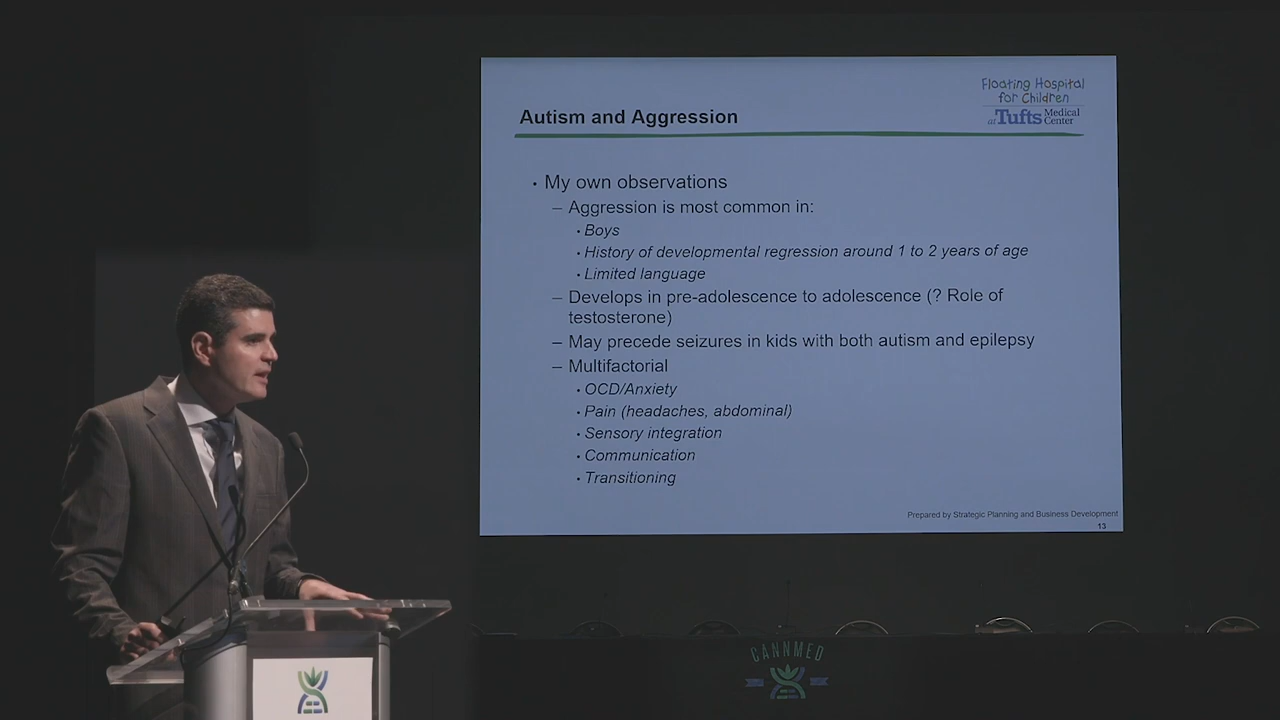 Floating Hospital
for Children
at Tufts Medical
Center
Autism and Aggression
· My own observations
– Aggression is most common in:
· Boys
· History of developmental regression around 1 to 2 years of age
· Limited language
– Develops in pre-adolescence to adolescence (? Role of
testosterone)
– May precede seizures in kids with both autism and epilepsy
– Multifactorial
· OCD/Anxiety
· Pain (headaches, abdominal)
· Sensory integration
· Communication
· Transitioning
Prepared by Strategic Planning and Business Development
13
CANNMED